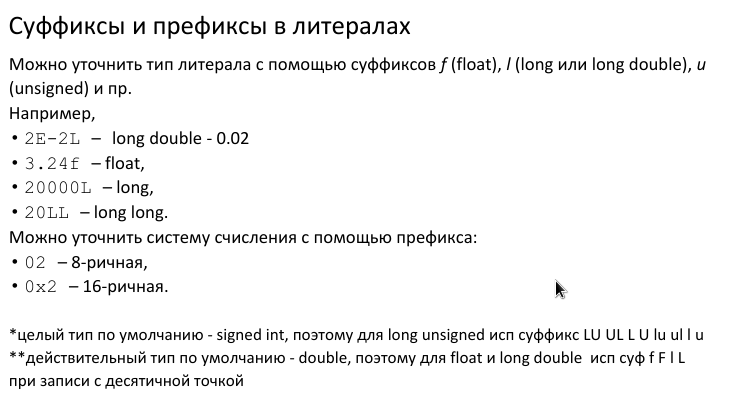 Суффиксы и префиксы в литералах
Можно уточнить тип литерала с помощью суффиксов f (float), l (long или long double), u
(unsigned) и пр.
Например,
• 2E-2L – long double - 0.02
• 3.24f – float,
• 20000L – long,
• 20LL – long long.
Можно уточнить систему счисления с помощью префикса:
• 02 – 8-ричная,
• 0x2 – 16-ричная.
*целый тип по умолчанию - signed int, поэтому для long unsigned исп суффикс LU UL L U lu ul l u
**действительный тип по умолчанию - double, поэтому для float и long double исп суф f F l L
при записи с десятичной точкой